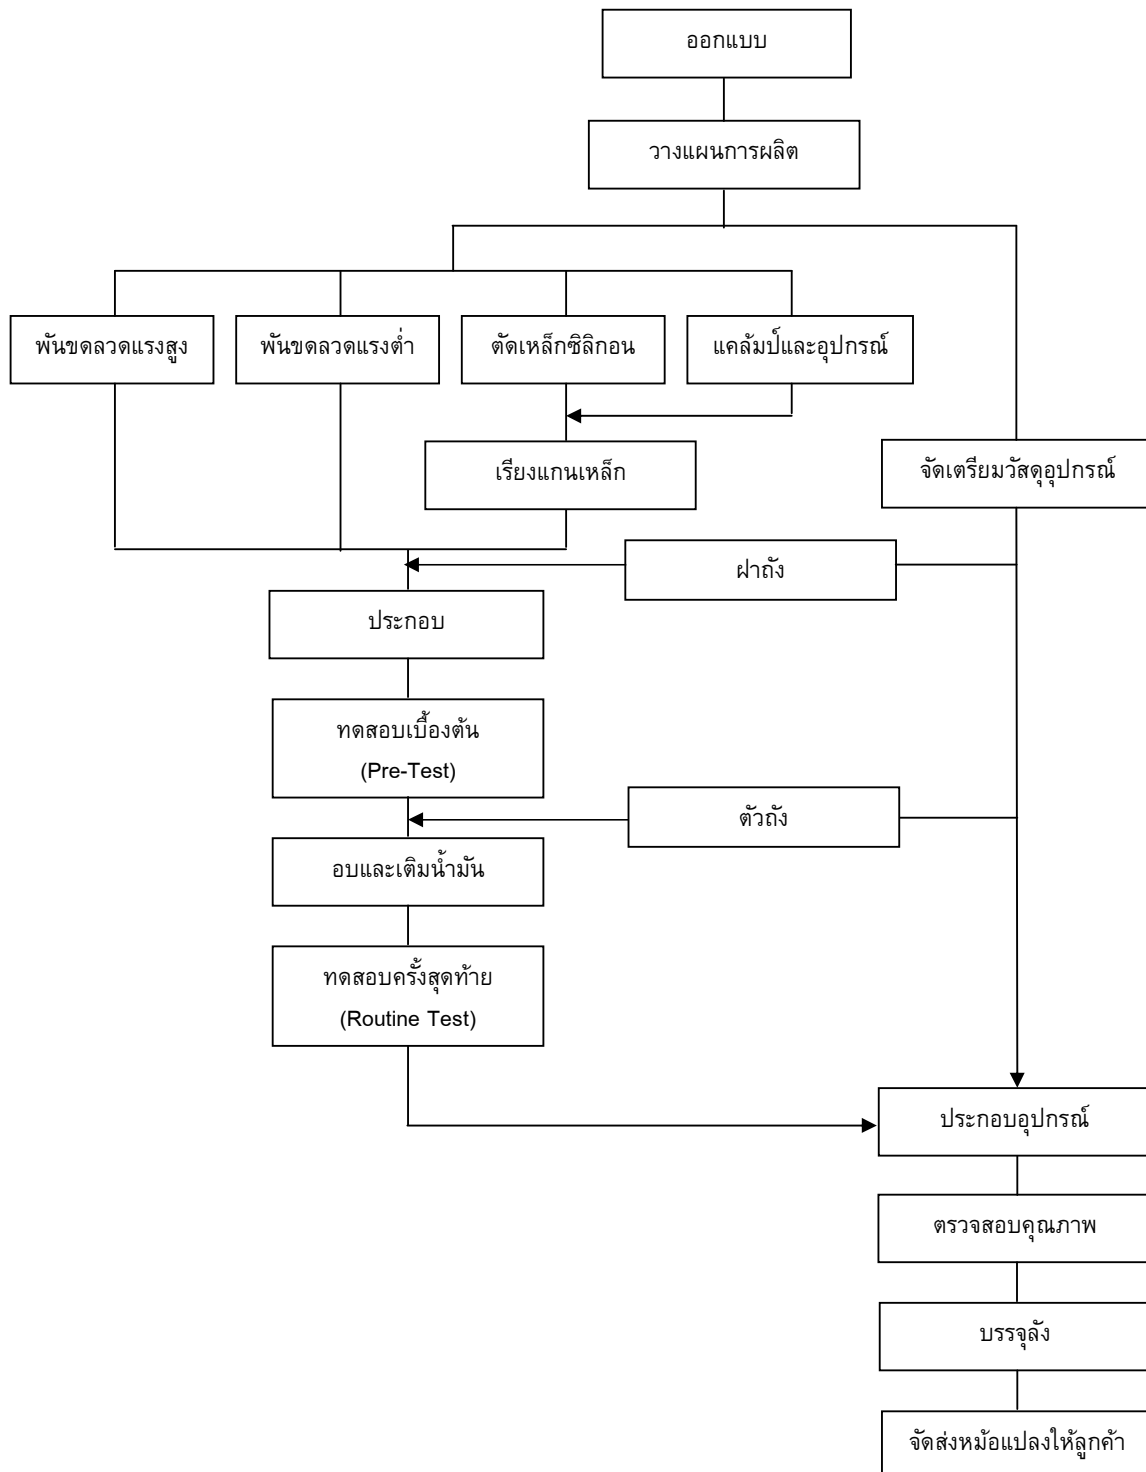 ออกแบบ
วางแผนการผลิต
พันขดลวดแรงสูง
พันขดลวดแรงต่ำ
ตัดเหล็กซิลิกอน
แคล้มป์และอุปกรณ์
เรียงแกนเหล็ก
จัดเตรียมวัสดุอุปกรณ์
ฝาถัง
ประกอบ
ทดสอบเบื้องต้น
(Pre-Test)
ตัวถัง
อบและเติมน้ำมัน
ทดสอบครั้งสุดท้าย
(Routine Test)
ประกอบอุปกรณ์
ตรวจสอบคุณภาพ
บรรจุลัง
จัดส่งหม้อแปลงให้ลูกค้า